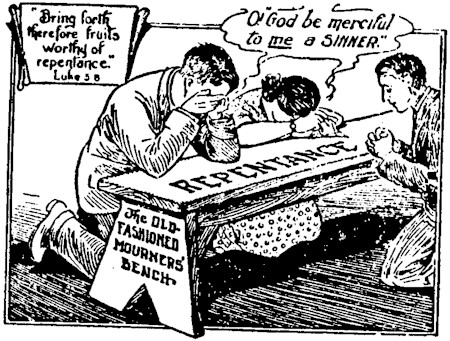 "Bring forth
therefore fruits
worthy of
repentance."
Luke 3 8
O' God be merciful
to me a SINNER."
REPENTANCE
The OLD-
FASHIONED
MOURNERS'
BENCH